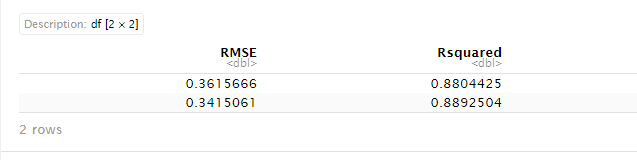 Description: df [2 × 2]
RMSE Rsquared
<dbl> <dbl>
0.3615666 0.8804425
0.3415061 0.8892504
2 rows